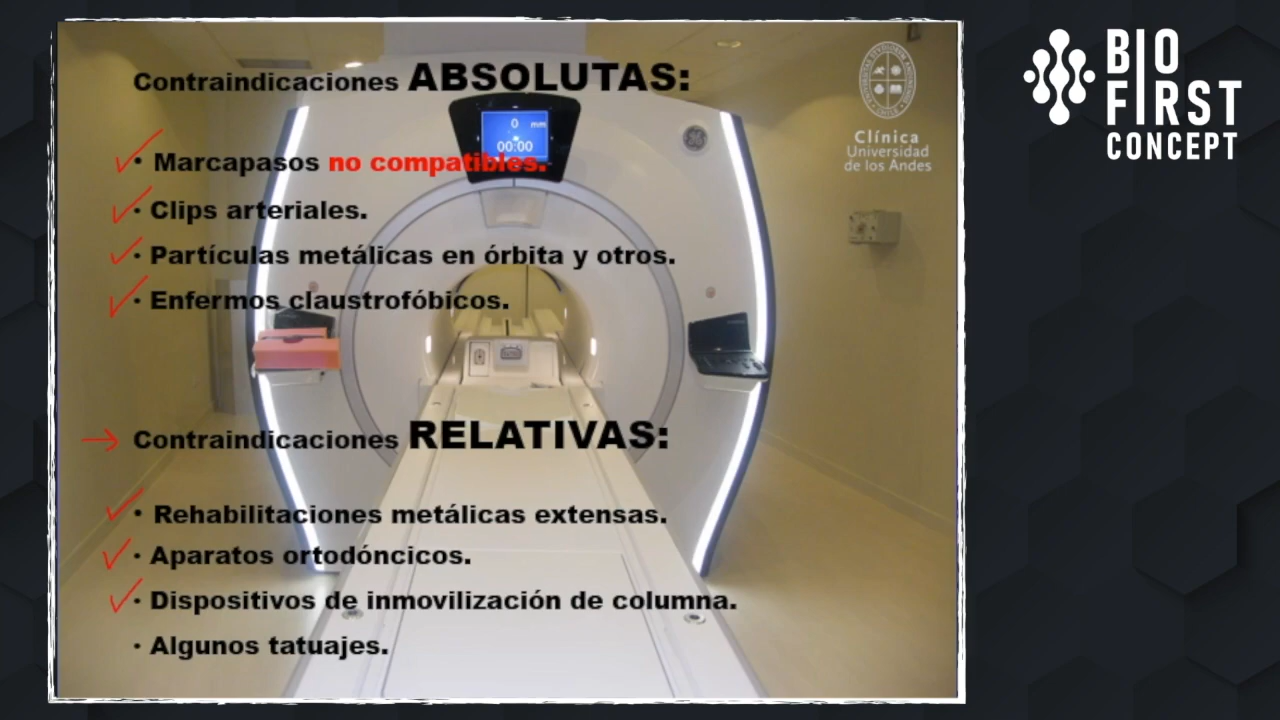 Contraindicaciones ABSOLUTAS:
• Marcapasos no compatibles.
• Clips arteriales.
• Partículas metálicas en órbita y otros.
• Enfermos claustrofóbicos.
Contraindicaciones RELATIVAS:
• Rehabilitaciones metálicas extensas.
• Aparatos ortodóncicos.
• Dispositivos de inmovilización de columna.
• Algunos tatuajes.
0 mm
00:00
Clínica
Universidad
de los Andes
BIO
FIRST
CONCEPT